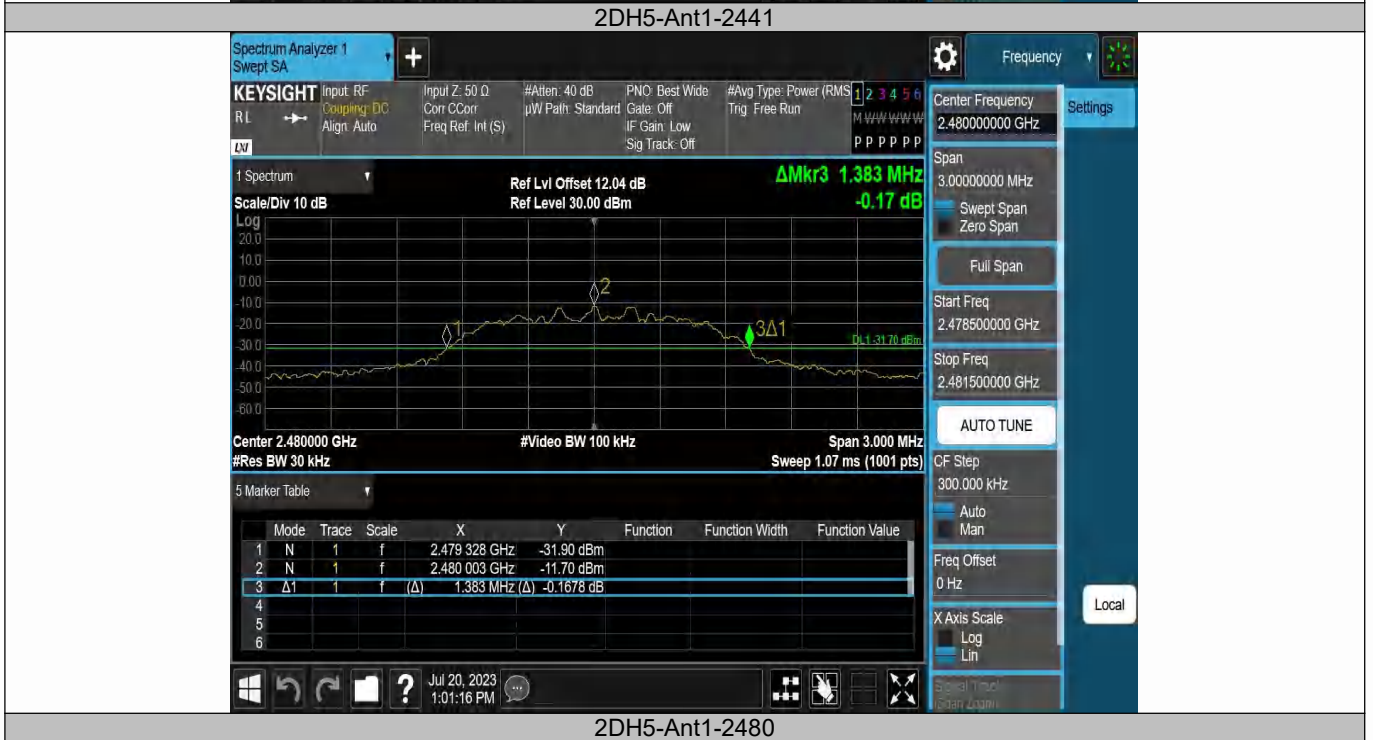 2DH5-Ant1-2441
Spectrum Analyzer 1
Swept SA
+
Frequency
KEYSIGHT
RL
LXI
Input: RF
Coupling: DC
Align: Auto
Input Z: 50 Ω
Corr CCorr
Freq Ref: Int (S)
#Atten: 40 dB
µW Path: Standard
PNO: Best Wide
Gate: Off
IF Gain: Low
Sig Track: Off
#Avg Type: Power (RMS
Trig: Free Run
1 2 3 4 5 6
M W W W W W
P P P P P P
1 Spectrum
Scale/Div 10 dB
Ref Lvl Offset 12.04 dB
Ref Level 30.00 dBm
ΔMkr3 1.383 MHz
-0.17 dB
Log
20.0
10.0
0.00
-10.0
-20.0
-30.0
-40.0
-50.0
-60.0
1
2
3Δ1
DL1 -31.70 dBm
Center 2.480000 GHz
#Video BW 100 kHz
Span 3.000 MHz
#Res BW 30 kHz
Sweep 1.07 ms (1001 pts)
5 Marker Table
Mode Trace Scale X Y Function Function Width Function Value
1 N 1 f 2.479 328 GHz -31.90 dBm
2 N 1 f 2.480 003 GHz -11.70 dBm
3 Δ1 1 f (Δ) 1.383 MHz (Δ) -0.1678 dB
4
5
6
?
Jul 20, 2023
1:01:16 PM
Center Frequency
2.480000000 GHz
Settings
Span
3.00000000 MHz
Swept Span
Zero Span
Full Span
Start Freq
2.478500000 GHz
Stop Freq
2.481500000 GHz
AUTO TUNE
CF Step
300.000 kHz
Auto
Man
Freq Offset
0 Hz
X Axis Scale
Log
Lin
Local
2DH5-Ant1-2480